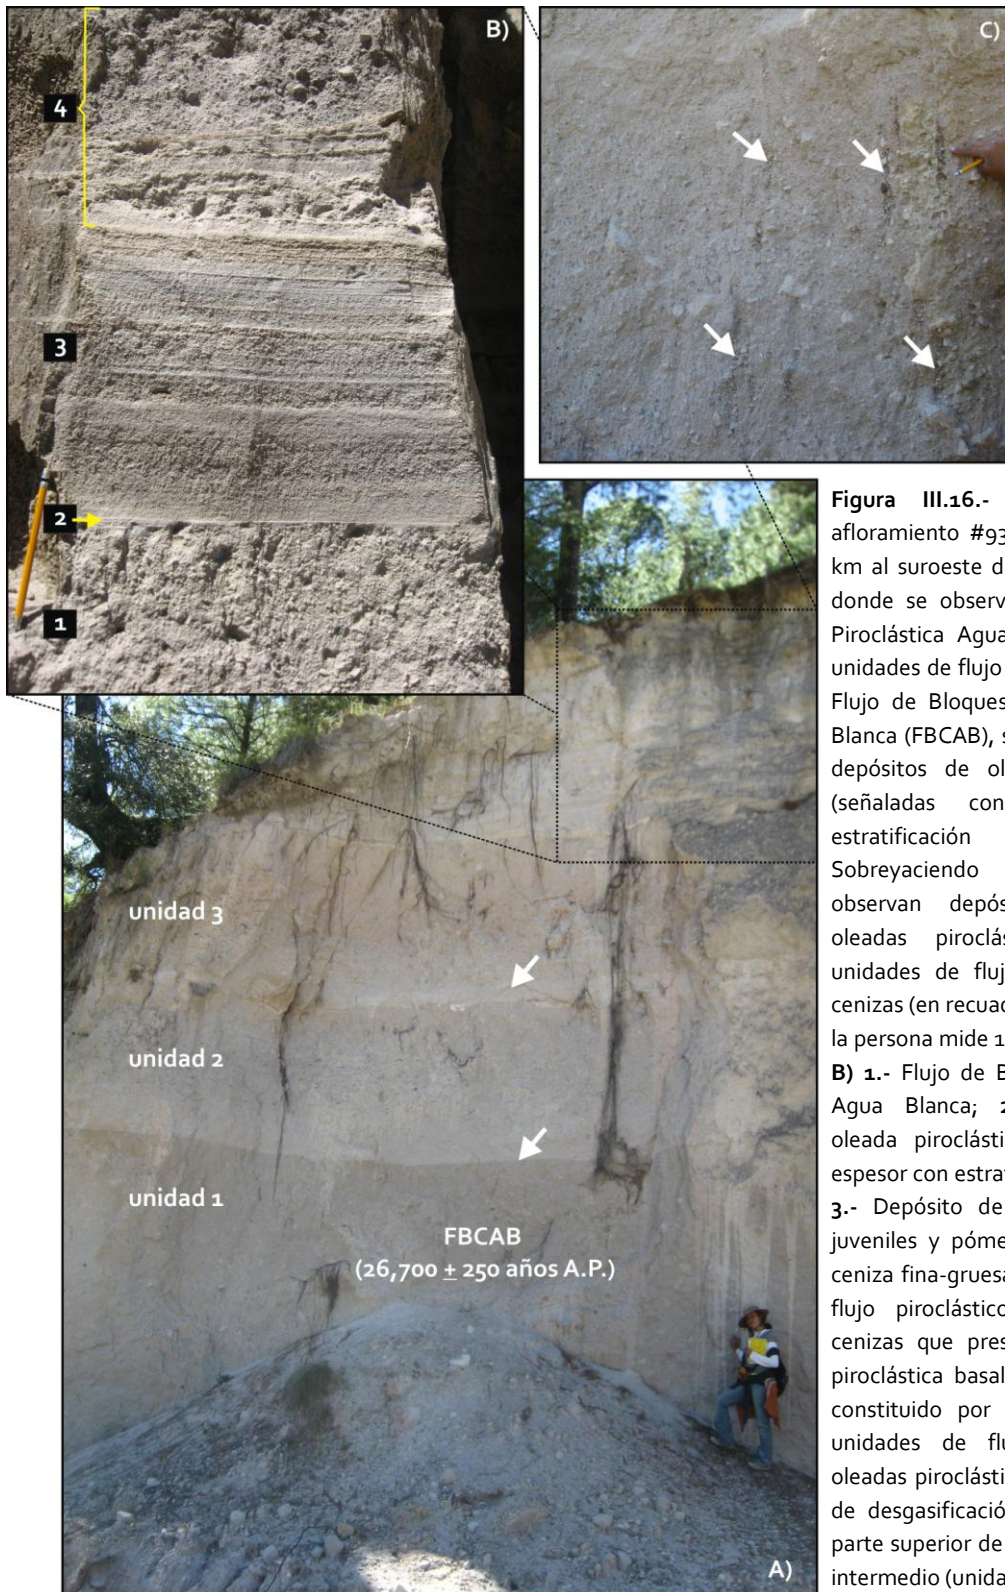 B)
C)
4
3
2
1
Figura III.16.-
afloramiento #93
km al suroeste d
donde se observ
Piroclástica Agua
unidades de flujo
Flujo de Bloques
Blanca (FBCAB), s
depósitos de ol
(señaladas con
estratificación
Sobreyaciendo
observan depós
oleadas piroclás
unidades de fluj
cenizas (en recuad
la persona mide 1
B) 1.- Flujo de B
Agua Blanca; 2
oleada piroclásti
espesor con estrat
3.- Depósito de
juveniles y póme
ceniza fina-gruesa
flujo piroclástico
cenizas que pres
piroclástica basal
constituido por
unidades de flu
oleadas piroclásti
de desgasificación
parte superior de
intermedio (unida
unidad 3
unidad 2
unidad 1
FBCAB
(26,700 ± 250 años A.P.)
A)